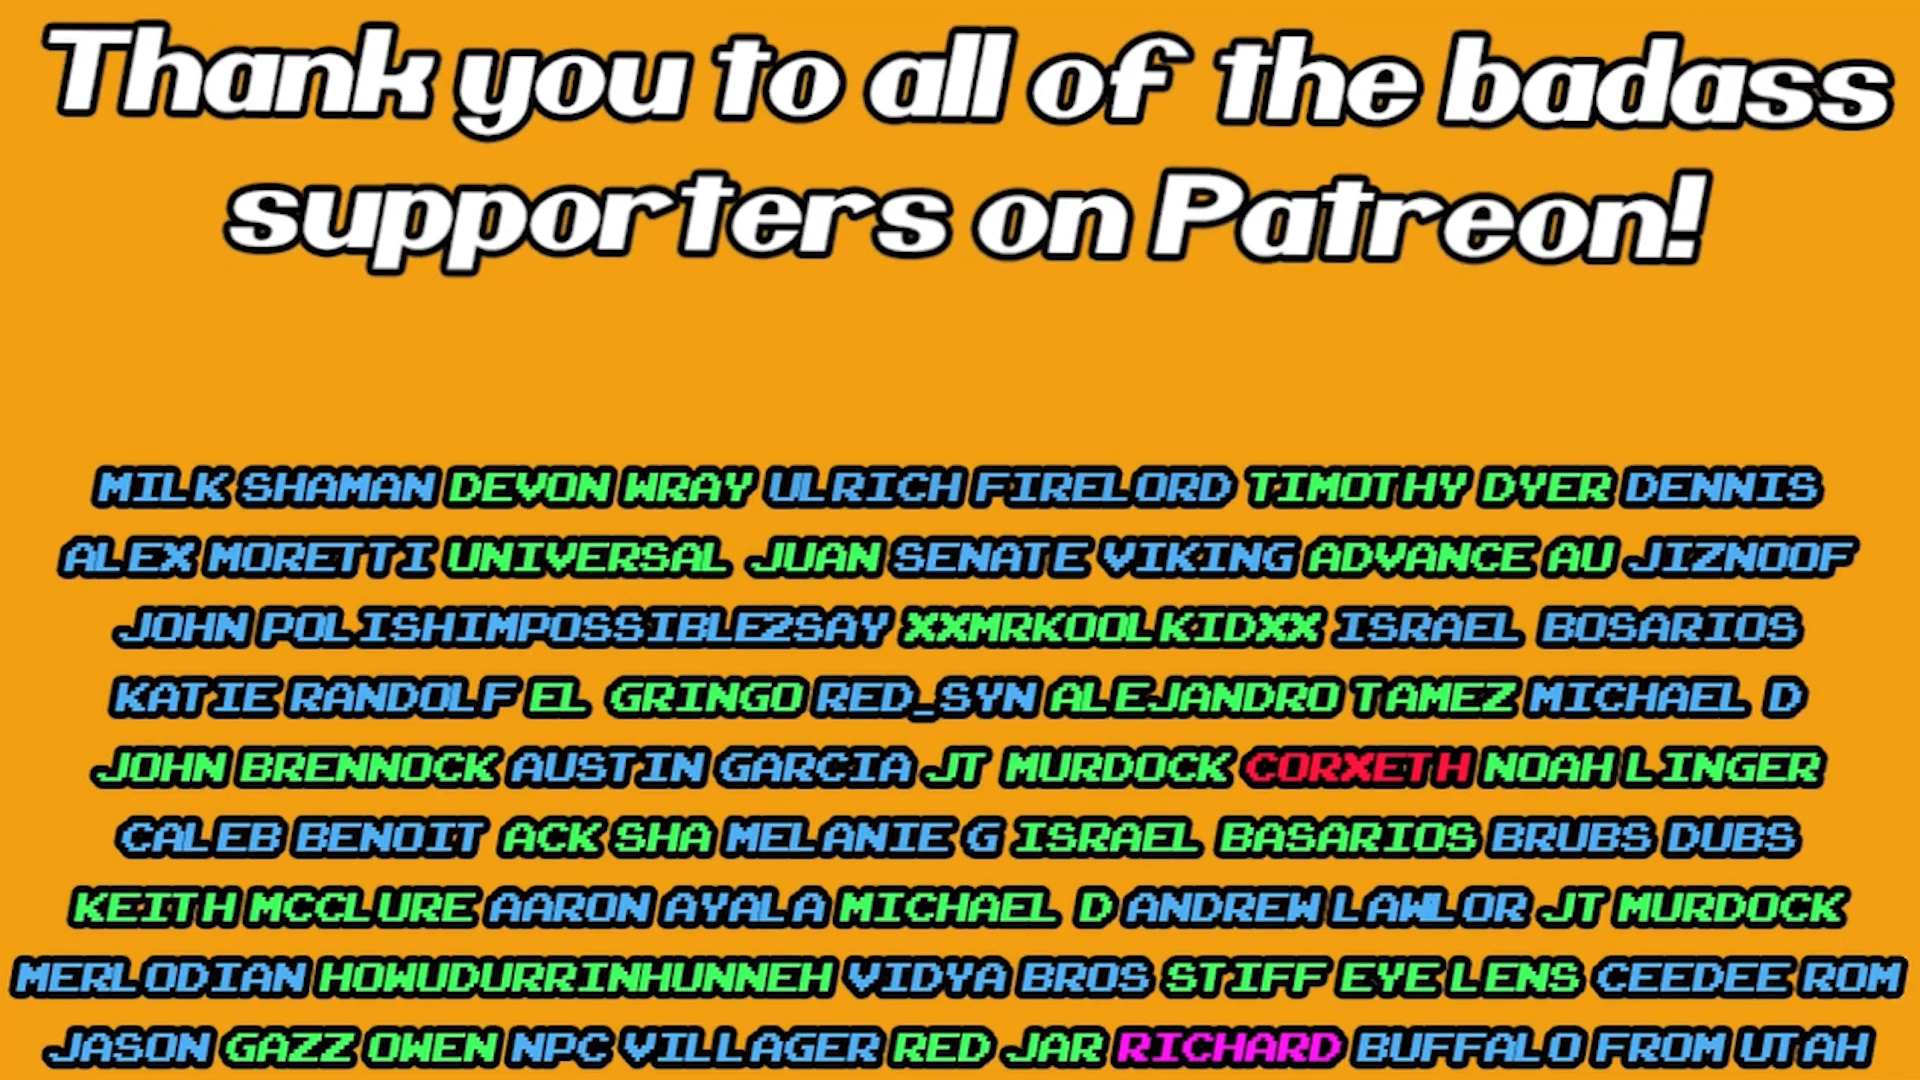 Thank you to all of the badass
supporters on Patreon!
MILK SHAMAN DEVON WRAY ULRICH FIRELORD TIMOTHY DYER DENNIS
ALEX MORETTI UNIVERSAL JUAN SENATE VIKING ADVANCE AU JIZNOOF
JOHN POLISHIMPOSSIBLE2SAY XXMRKOOLKIDXX ISRAEL BOSARIOS
KATIE RANDOLF EL GRINGO RED_SYN ALEJANDRO TAMEZ MICHAEL D
JOHN BRENNOCK AUSTIN GARCIA JT MURDOCK CORXETH NOAH LINGER
CALEB BENOIT ACK SHA MELANIE G ISRAEL BASARIOS BRUBS DUBS
KEITH MCCLURE AARON AYALA MICHAEL D ANDREW LAWLOR JT MURDOCK
MERLODIAN HOWUDURRINHUNNEH VIDYA BROS STIFF EYE LENS CEEDEE ROM
JASON GAZZ OWEN NPC VILLAGER RED JAR RICHARD BUFFALO FROM UTAH